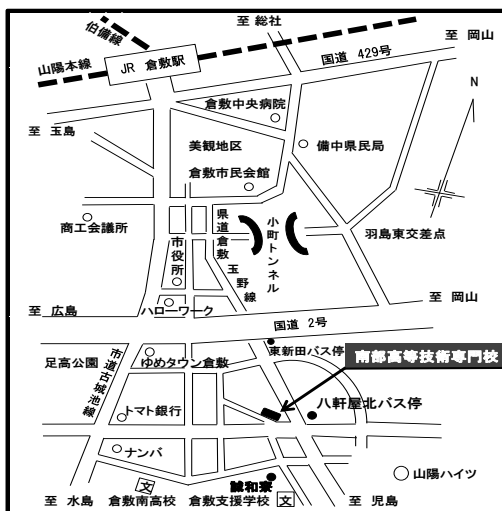 至 総社
伯備線
至 岡山
国道 429号
山陽本線
JR 倉敷駅
N
倉敷中央病院
至 玉島
美観地区
備中県民局
倉敷市民会館
商工会議所
県道倉敷玉野線
小町トンネル
羽島東交差点
市役所
至 岡山
至 広島
ハローワーク
国道 2号
足高公園
市道古城池線
ゆめタウン倉敷
東新田バス停
南部高等技術専門校
八軒屋北バス停
トマト銀行
ナンバ
山陽ハイツ
誠和寮
文
文
至 水島
倉敷南高校
倉敷支援学校
至 児島